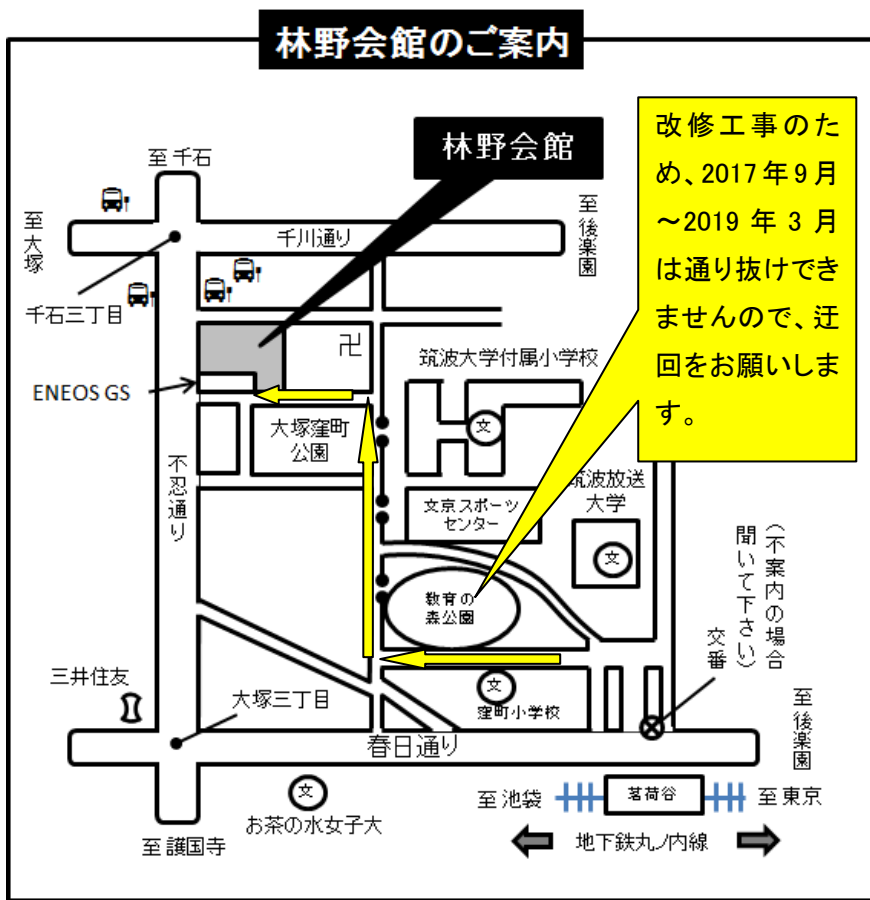 林野会館のご案内
改修工事のた
め、2017年9月
～2019年3月
は通り抜けでき
ませんので、迂
回をお願いしま
す。
林野会館
至千石
至大塚
千川通り
至後楽園
千石三丁目
卍
筑波大学付属小学校
ENEOS GS
文
大塚窪町
公園
不忍通り
筑波放送
大学
文京スポーツ
センター
文
（不案内の場合
聞いて下さい）
交番
教育の
森公園
三井住友
大塚三丁目
文
窪町小学校
至後楽園
春日通り
文
お茶の水女子大
至池袋
茗荷谷
至東京
至護国寺
地下鉄丸ノ内線